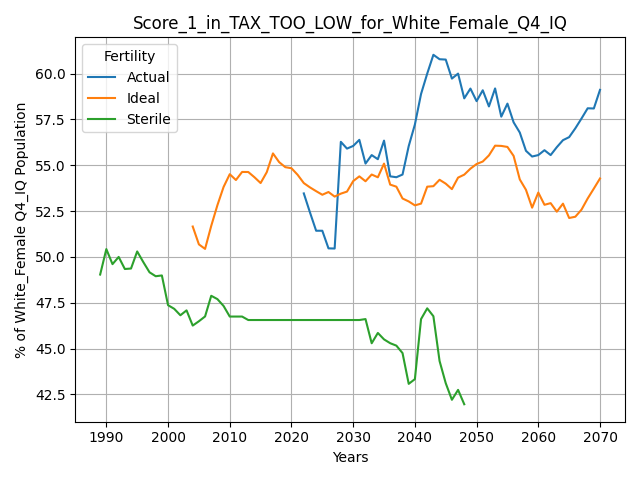 Score_1_in_TAX_TOO_LOW_for_White_Female_Q4_IQ
Fertility
Actual
Ideal
Sterile
% of White_Female Q4_IQ Population
60.0
57.5
55.0
52.5
50.0
47.5
45.0
42.5
1990 2000 2010 2020 2030 2040 2050 2060 2070
Years